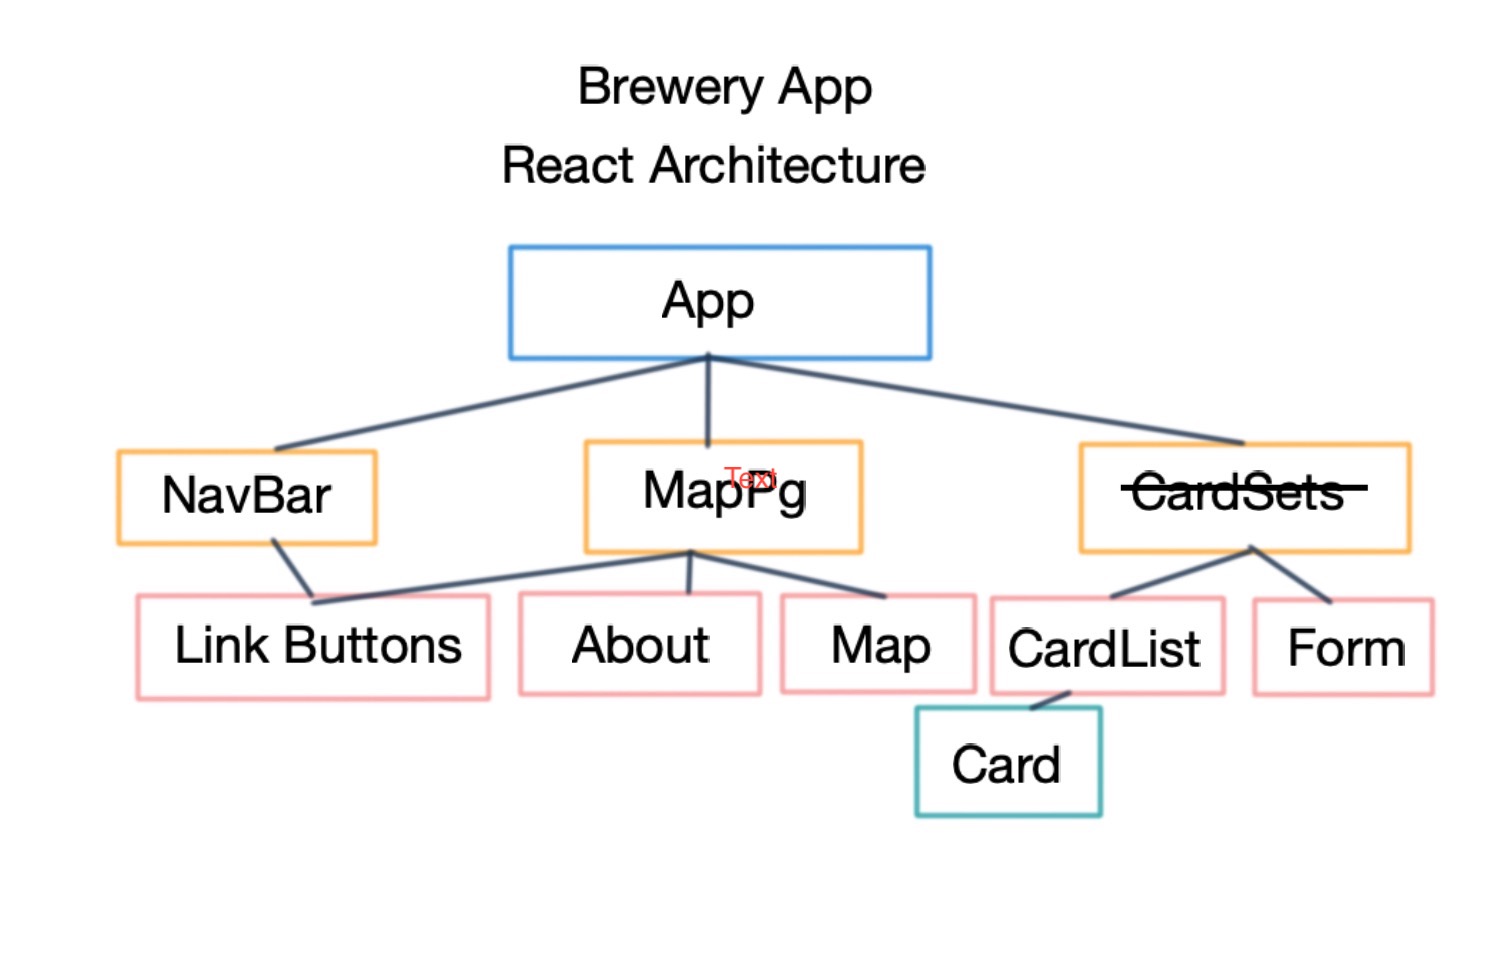 Brewery App
React Architecture
App
NavBar
MapPg
Text
CardSets
Link Buttons
About
Map
CardList
Form
Card